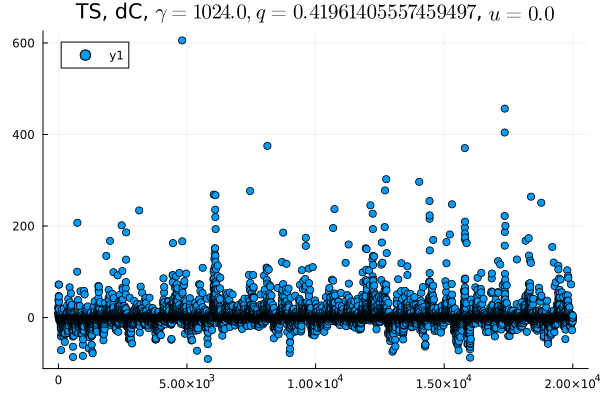 TS, dC, γ = 1024.0, q = 0.41961405557459497, u = 0.0
600
400
200
0
y1
0 5.00×10³ 1.00×10⁴ 1.50×10⁴ 2.00×10⁴